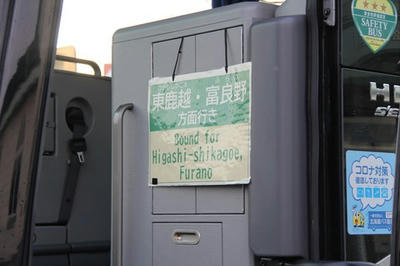 東鹿越・富良野
方面行き
Bound for
Higashi-shikagoe,
Furano
SAFETY
BUS
コロナ対策